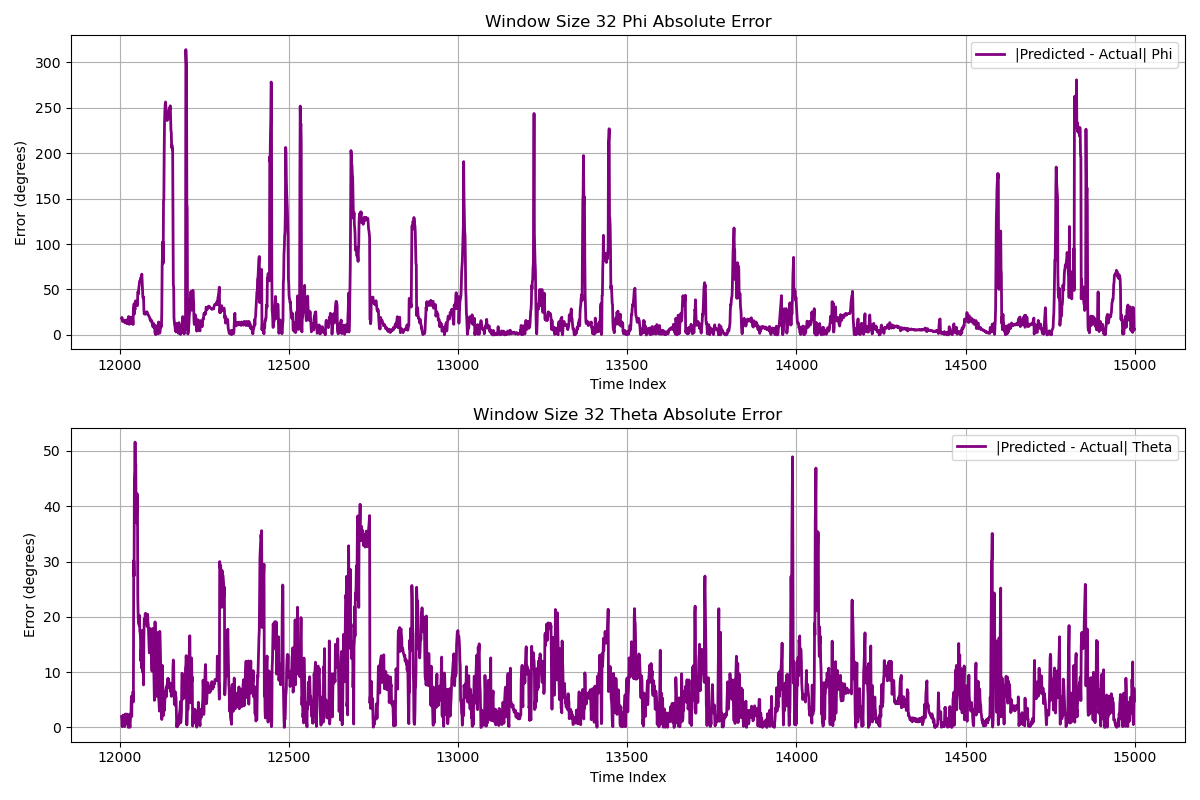 Window Size 32 Phi Absolute Error
|Predicted - Actual| Phi
Error (degrees)
300
250
200
150
100
50
0
12000 12500 13000 13500 14000 14500 15000
Time Index
Window Size 32 Theta Absolute Error
|Predicted - Actual| Theta
Error (degrees)
50
40
30
20
10
0
12000 12500 13000 13500 14000 14500 15000
Time Index